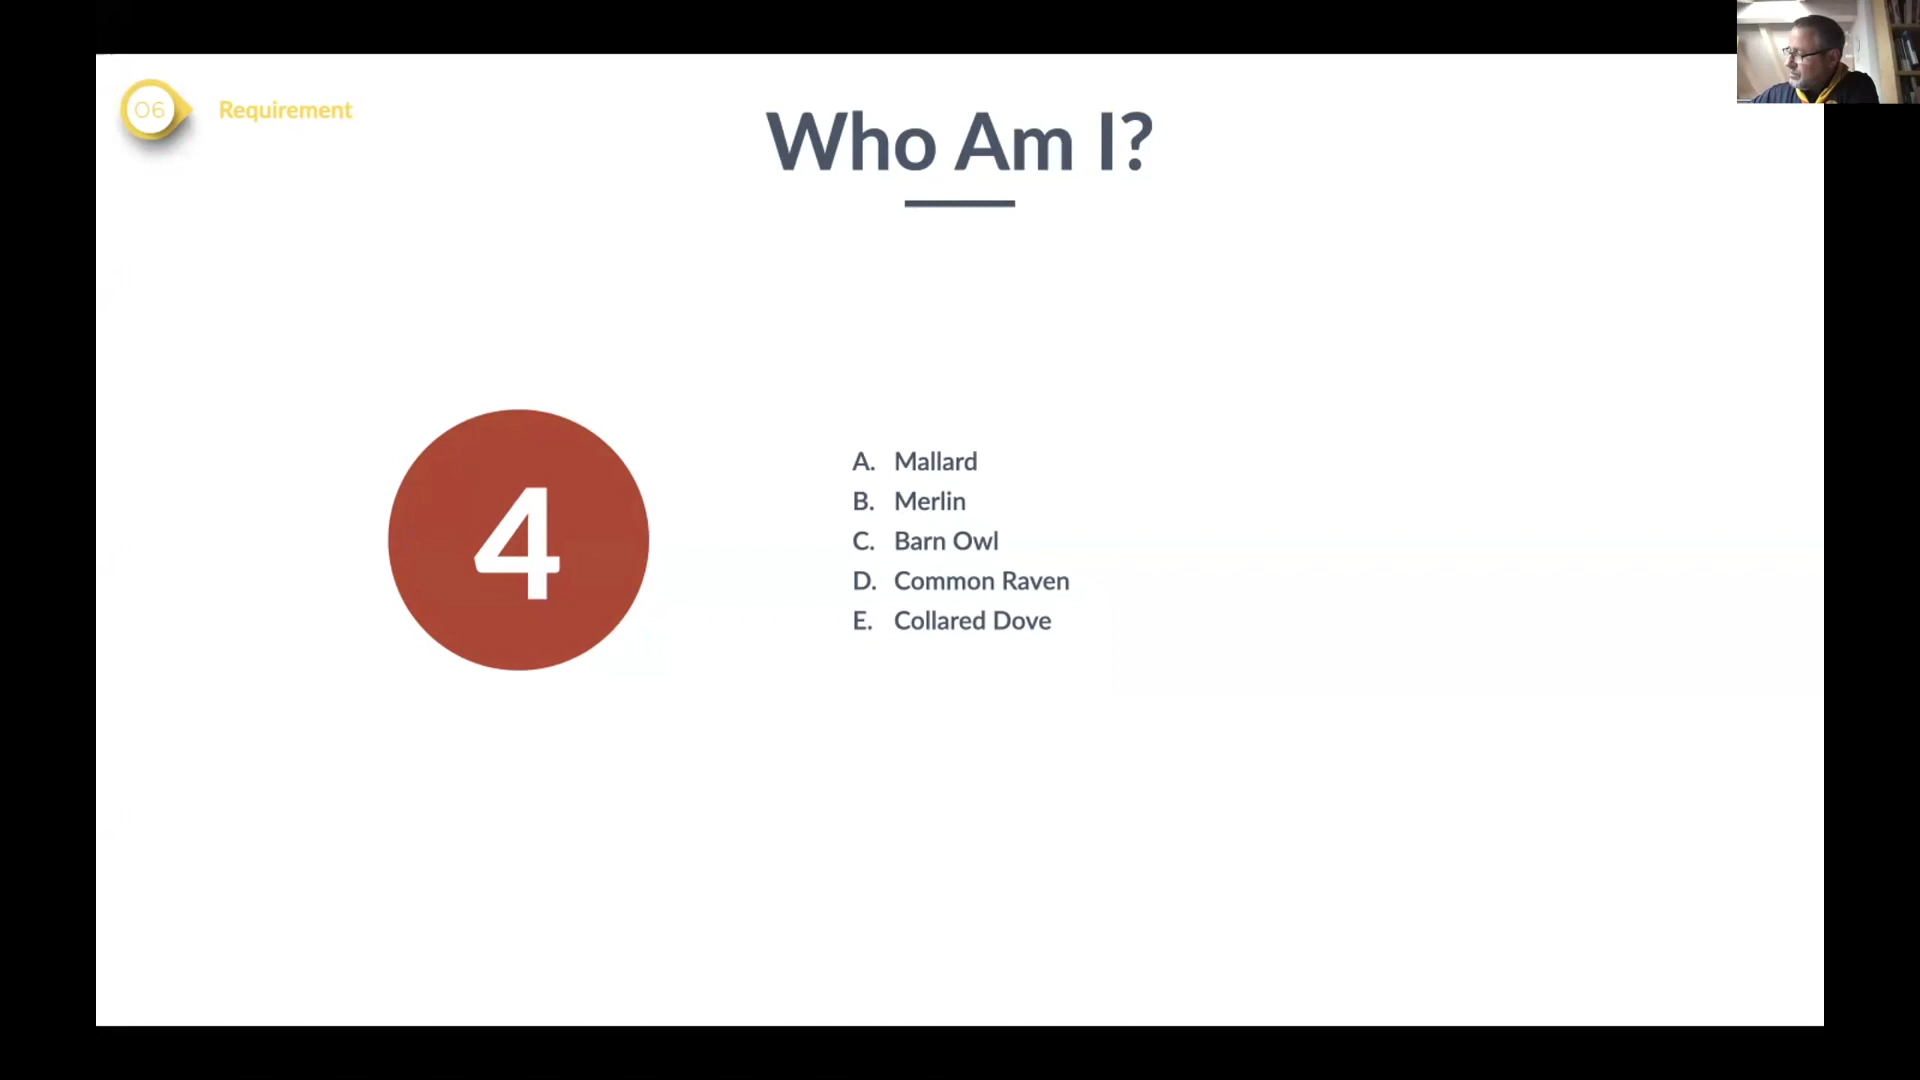 06 Requirement
Who Am I?
4
A. Mallard
B. Merlin
C. Barn Owl
D. Common Raven
E. Collared Dove